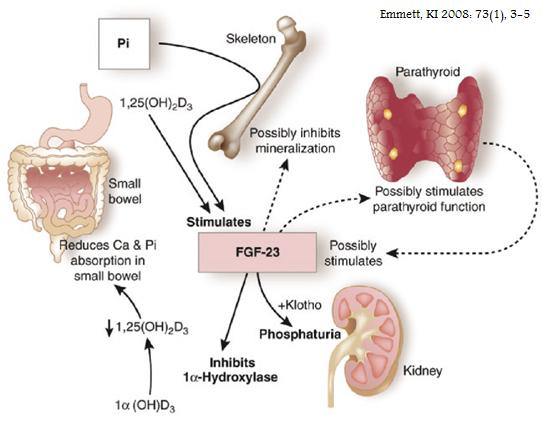 Emmett, KI 2008: 73(1), 3–5
Pi
Skeleton
Parathyroid
1,25(OH)₂D₃
Possibly inhibits
mineralization
Small
bowel
Possibly stimulates
parathyroid function
Stimulates
Reduces Ca & Pi
absorption in
small bowel
FGF-23
Possibly
stimulates
+Klotho
Phosphaturia
↓1,25(OH)₂D₃
Inhibits
1α-Hydroxylase
Kidney
1α (OH)D₃